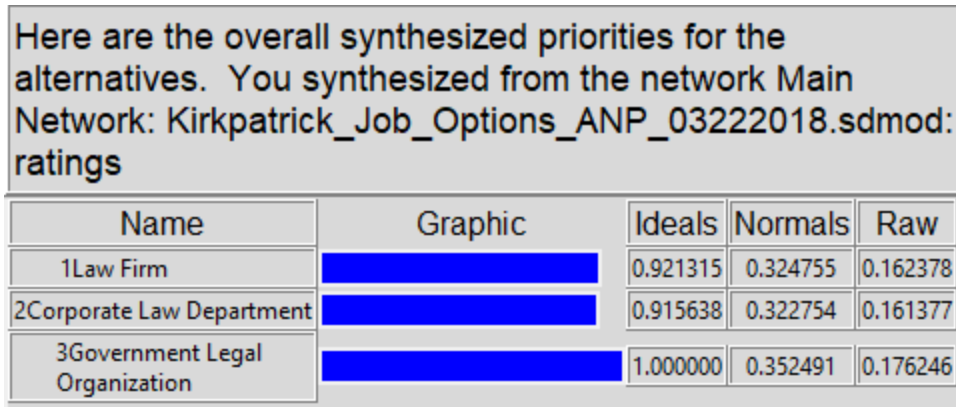 Here are the overall synthesized priorities for the
alternatives.  You synthesized from the network Main
Network: Kirkpatrick_Job_Options_ANP_03222018.sdmod:
ratings
Name Graphic Ideals Normals Raw
1Law Firm 0.921315 0.324755 0.162378
2Corporate Law Department 0.915638 0.322754 0.161377
3Government Legal
Organization 1.000000 0.352491 0.176246